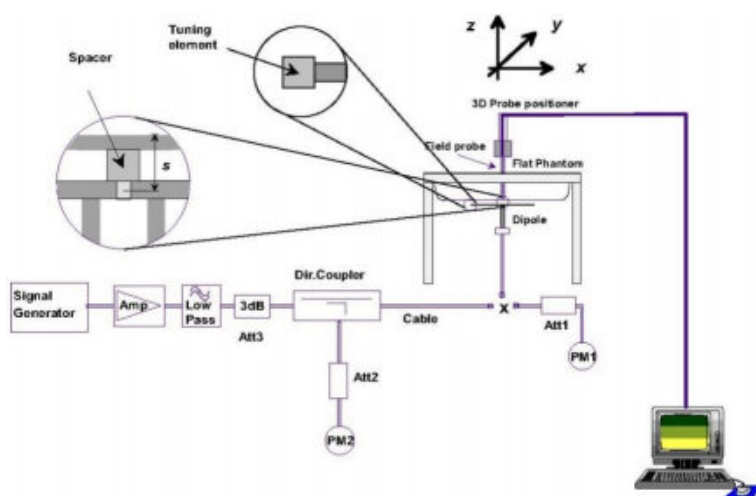 Tuning
element
Spacer
s
z
y
x
3D Probe positioner
Field probe
Flat Phantom
Dipole
Signal
Generator
Amp
Low
Pass
3dB
Att3
Dir.Coupler
Cable
x
Att1
PM1
Att2
PM2